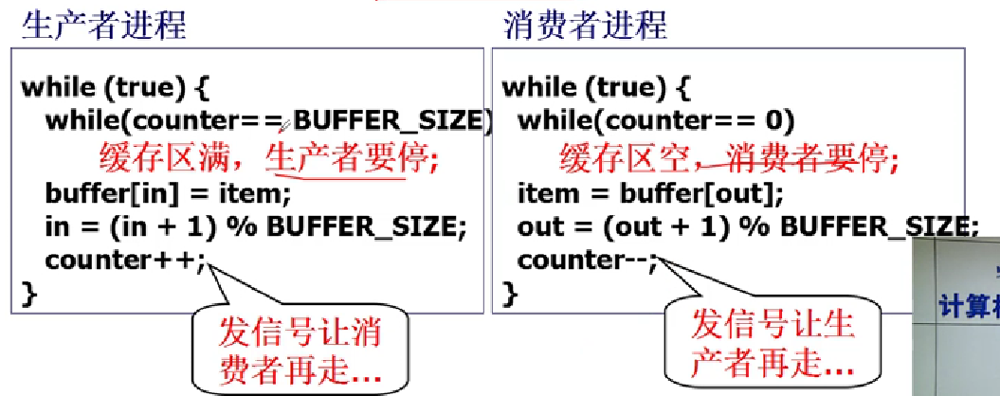 生产者进程
while (true) {
while(counter== BUFFER_SIZE)
缓存区满，生产者要停;
buffer[in] = item;
in = (in + 1) % BUFFER_SIZE;
counter++;
}
发信号让消
费者再走...
消费者进程
while (true) {
while(counter== 0)
缓存区空，消费者要停;
item = buffer[out];
out = (out + 1) % BUFFER_SIZE;
counter--;
}
发信号让生
产者再走...
计算